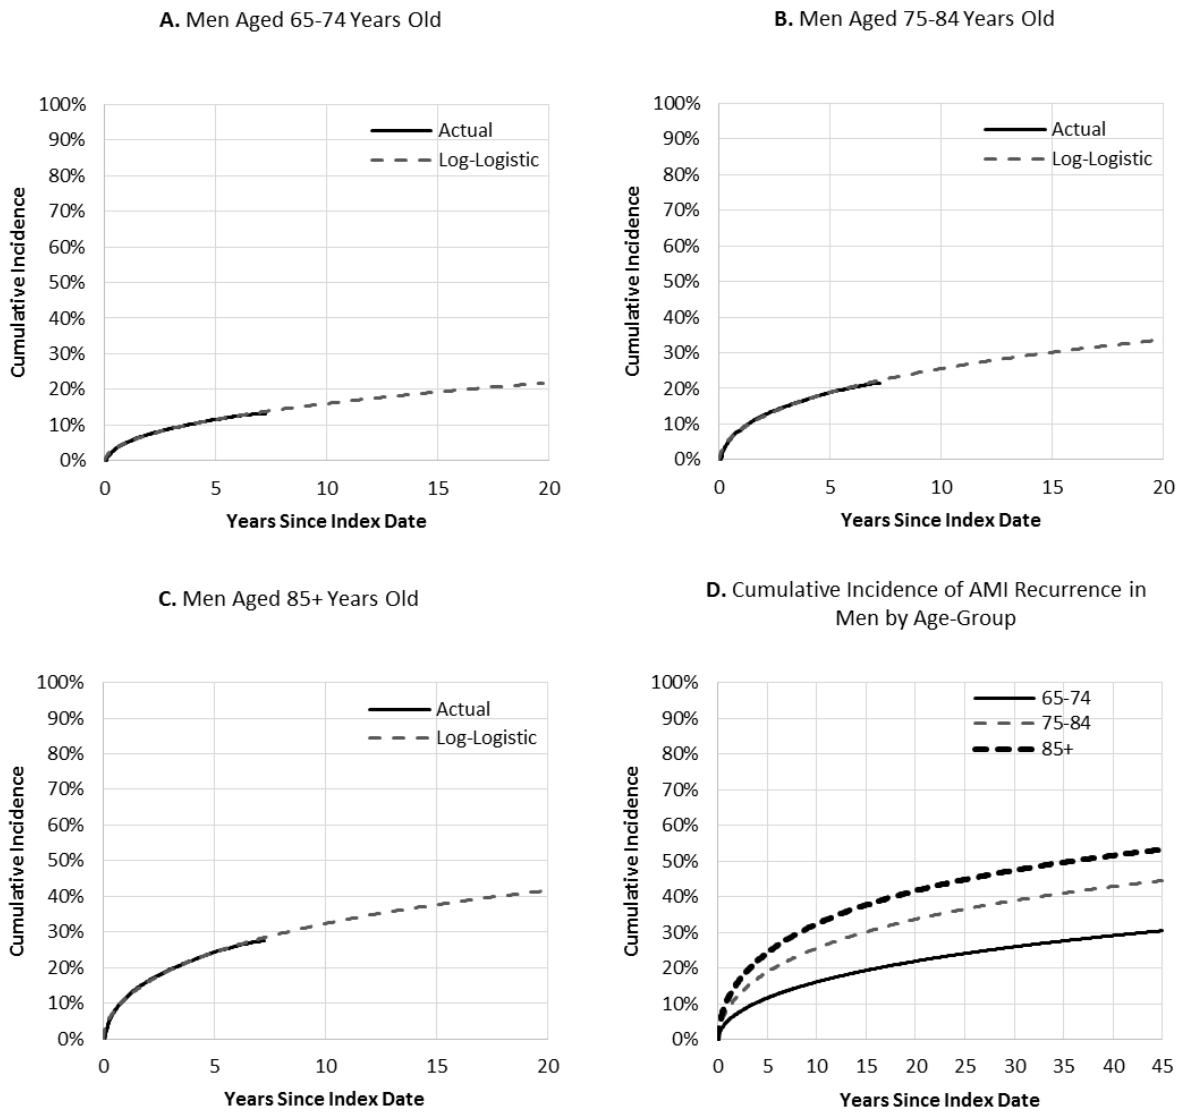 A. Men Aged 65-74 Years Old
100%
90%
80%
70%
60%
50%
40%
30%
20%
10%
0%
Cumulative Incidence
Actual
Log-Logistic
0 5 10 15 20
Years Since Index Date
B. Men Aged 75-84 Years Old
100%
90%
80%
70%
60%
50%
40%
30%
20%
10%
0%
Cumulative Incidence
Actual
Log-Logistic
0 5 10 15 20
Years Since Index Date
C. Men Aged 85+ Years Old
100%
90%
80%
70%
60%
50%
40%
30%
20%
10%
0%
Cumulative Incidence
Actual
Log-Logistic
0 5 10 15 20
Years Since Index Date
D. Cumulative Incidence of AMI Recurrence in
Men by Age-Group
100%
90%
80%
70%
60%
50%
40%
30%
20%
10%
0%
Cumulative Incidence
65-74
75-84
85+
0 5 10 15 20 25 30 35 40 45
Years Since Index Date